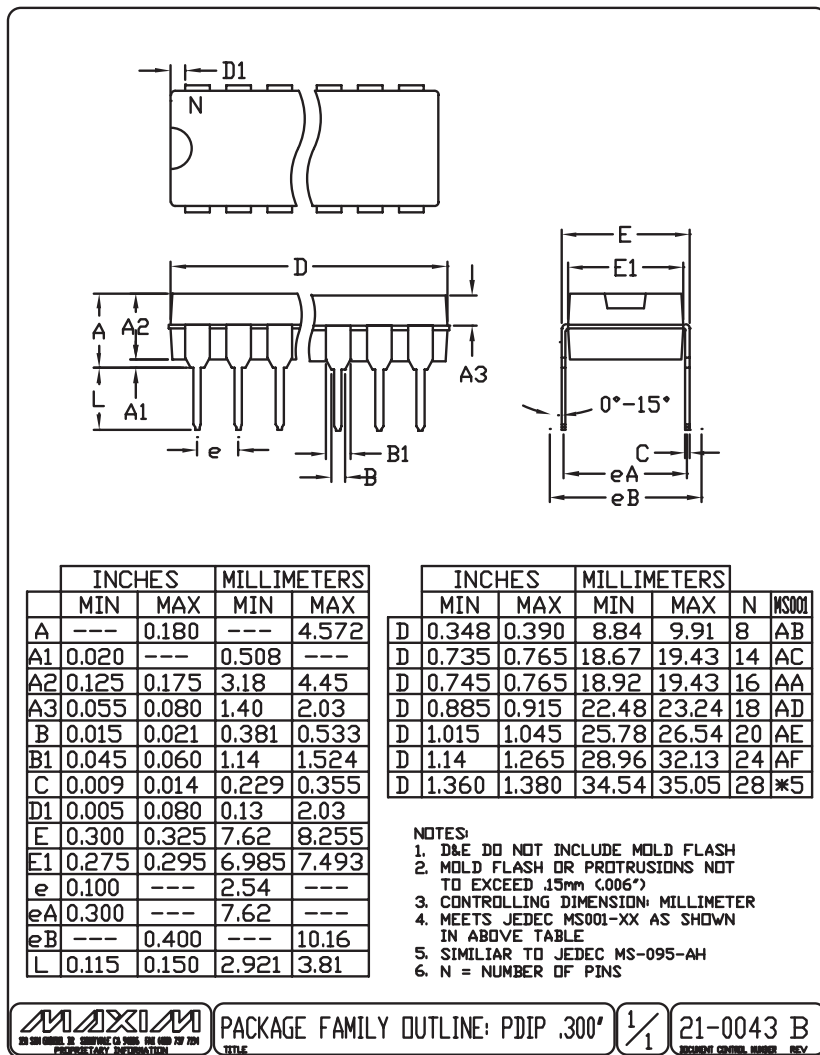 D1
N
E
E1
D
A
A2
A3
L
A1
0°-15°
e
B1
B
C
eA
eB
INCHES MILLIMETERS
MIN MAX MIN MAX
A --- 0.180 --- 4.572
A1 0.020 --- 0.508 ---
A2 0.125 0.175 3.18 4.45
A3 0.055 0.080 1.40 2.03
B 0.015 0.021 0.381 0.533
B1 0.045 0.060 1.14 1.524
C 0.009 0.014 0.229 0.355
D1 0.005 0.080 0.13 2.03
E 0.300 0.325 7.62 8.255
E1 0.275 0.295 6.985 7.493
e 0.100 --- 2.54 ---
eA 0.300 --- 7.62 ---
eB --- 0.400 --- 10.16
L 0.115 0.150 2.921 3.81
INCHES MILLIMETERS
MIN MAX MIN MAX N MS001
D 0.348 0.390 8.84 9.91 8 AB
D 0.735 0.765 18.67 19.43 14 AC
D 0.745 0.765 18.92 19.43 16 AA
D 0.885 0.915 22.48 23.24 18 AD
D 1.015 1.045 25.78 26.54 20 AE
D 1.14 1.265 28.96 32.13 24 AF
D 1.360 1.380 34.54 35.05 28 *5
NOTES:
1. D&E DO NOT INCLUDE MOLD FLASH
2. MOLD FLASH OR PROTRUSIONS NOT
TO EXCEED .15mm (.006")
3. CONTROLLING DIMENSION: MILLIMETER
4. MEETS JEDEC MS001-XX AS SHOWN
IN ABOVE TABLE
5. SIMILIAR TO JEDEC MS-095-AH
6. N = NUMBER OF PINS
MAXIM
PROPRIETARY INFORMATION
PACKAGE FAMILY OUTLINE: PDIP .300"
TITLE
1/1
21-0043 B
DOCUMENT CONTROL NUMBER REV